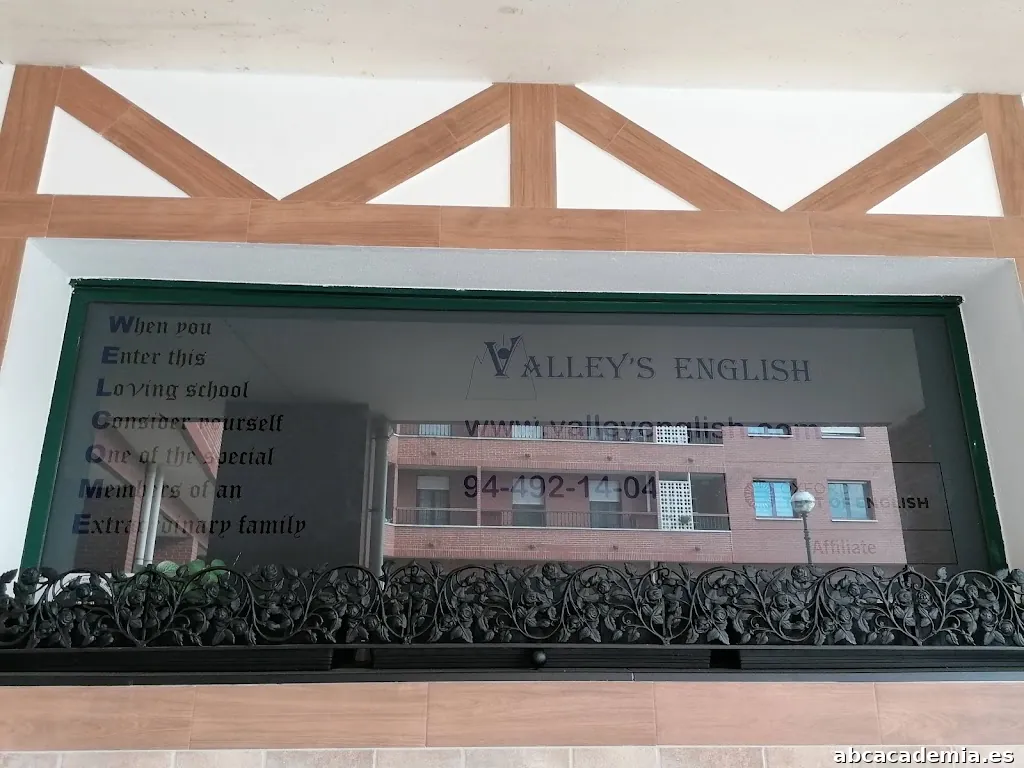 When you
Enter this
Loving school
Consider yourself
One of the special
Members of an
Extraordinary family
VALLEY'S ENGLISH
www.valleyenglish.com
94-492-14-04
ENGLISH
Affiliate
abcacademia.es